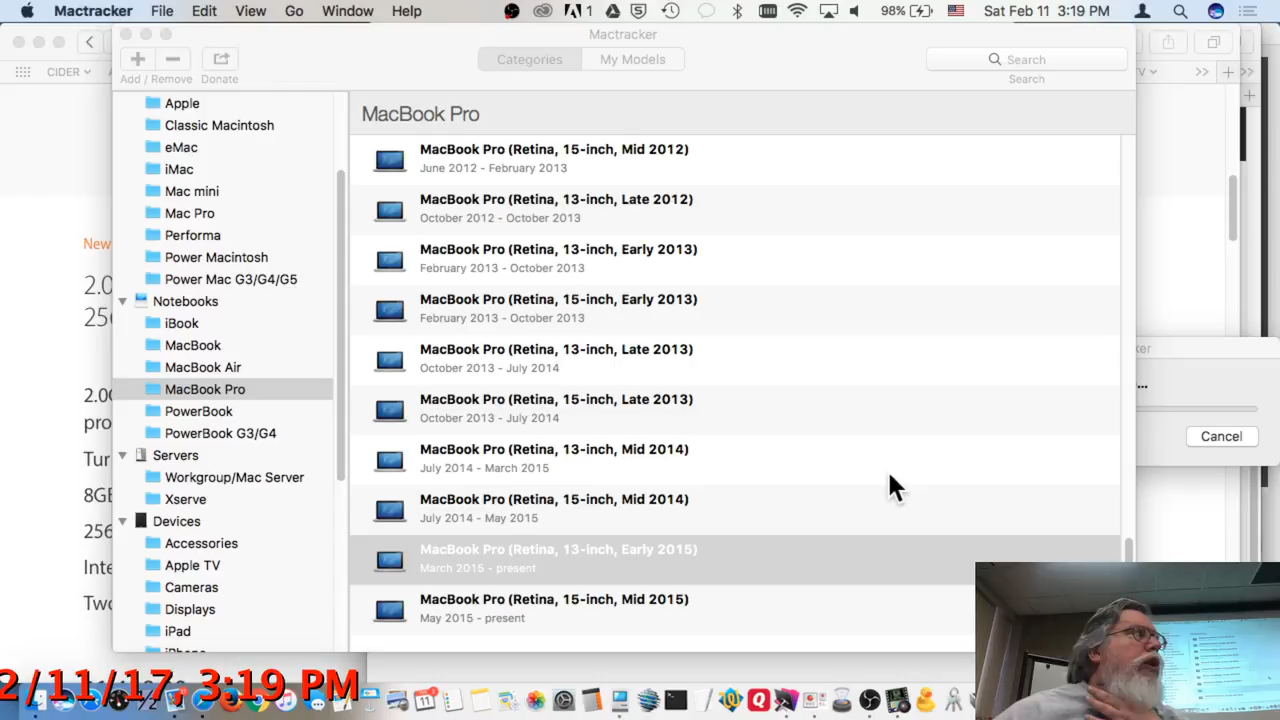 Mactracker File Edit View Go Window Help 1 5 98% Sat Feb 11 3:19 PM
Mactracker
CIDER
Add / Remove Donate
Categories My Models
Search
Search
MacBook Pro
Apple
Classic Macintosh
eMac
iMac
Mac mini
Mac Pro
Performa
Power Macintosh
Power Mac G3/G4/G5
Notebooks
iBook
MacBook
MacBook Air
MacBook Pro
PowerBook
PowerBook G3/G4
Servers
Workgroup/Mac Server
Xserve
Devices
Accessories
Apple TV
Cameras
Displays
iPad
MacBook Pro (Retina, 15-inch, Mid 2012)
June 2012 - February 2013
MacBook Pro (Retina, 13-inch, Late 2012)
October 2012 - October 2013
MacBook Pro (Retina, 13-inch, Early 2013)
February 2013 - October 2013
MacBook Pro (Retina, 15-inch, Early 2013)
February 2013 - October 2013
MacBook Pro (Retina, 13-inch, Late 2013)
October 2013 - July 2014
MacBook Pro (Retina, 15-inch, Late 2013)
October 2013 - July 2014
MacBook Pro (Retina, 13-inch, Mid 2014)
July 2014 - March 2015
MacBook Pro (Retina, 15-inch, Mid 2014)
July 2014 - May 2015
MacBook Pro (Retina, 13-inch, Early 2015)
March 2015 - present
MacBook Pro (Retina, 15-inch, Mid 2015)
May 2015 - present
New
2.0
8GB
256
Two
Cancel
2/11/17, 3:19 PM